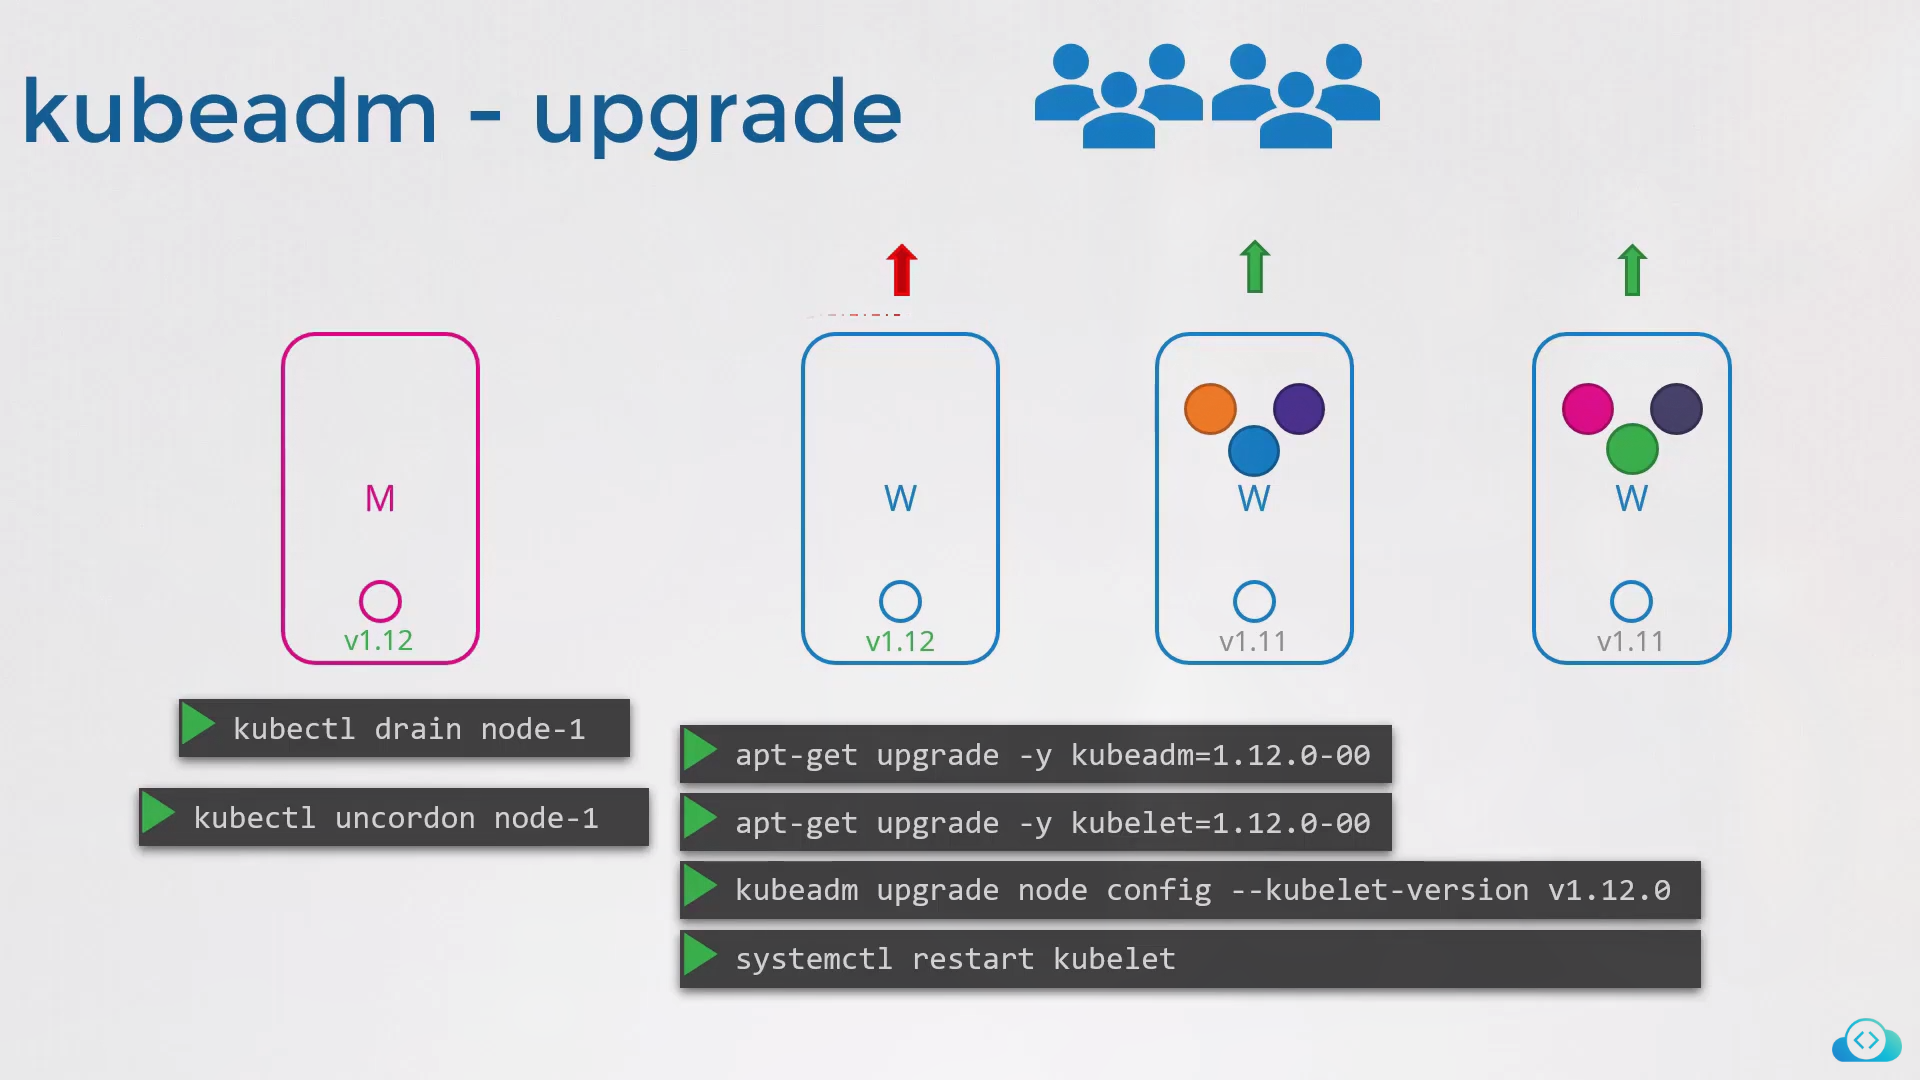 kubeadm - upgrade
M
W
W
W
v1.12
v1.12
v1.11
v1.11
kubectl drain node-1
kubectl uncordon node-1
apt-get upgrade -y kubeadm=1.12.0-00
apt-get upgrade -y kubelet=1.12.0-00
kubeadm upgrade node config --kubelet-version v1.12.0
systemctl restart kubelet